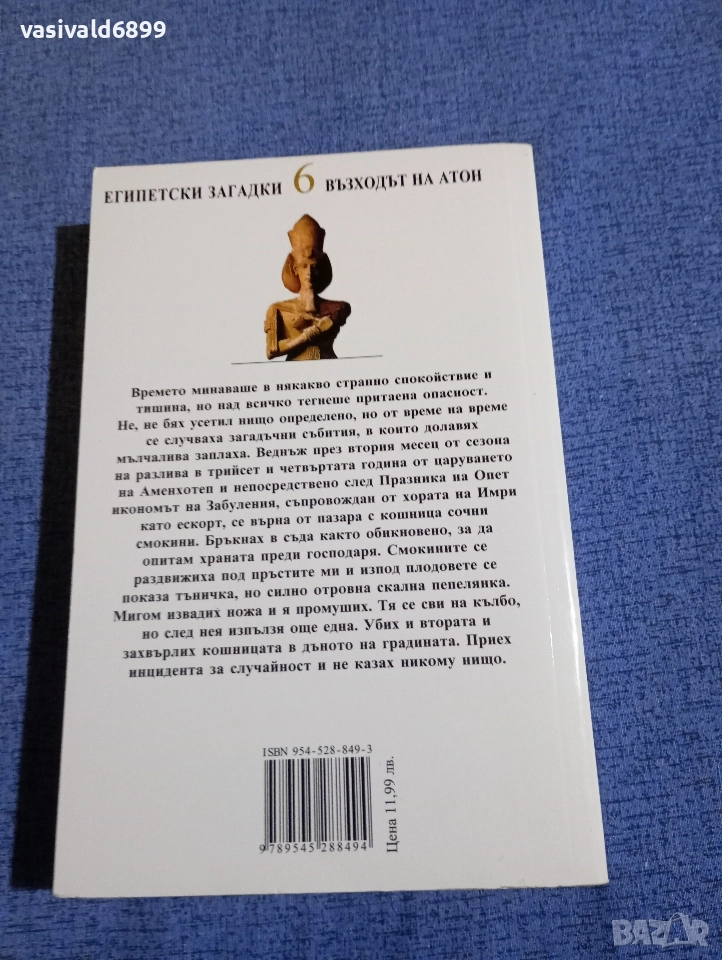 vasivald6899
ЕГИПЕТСКИ ЗАГАДКИ 6 ВЪЗХОДЪТ НА АТОН
Времето минаваше в някакво странно спокойствие и
тишина, но над всичко тегнеше притаена опасност.
Не, не бях усетил нищо определено, но от време на време
се случваха загадъчни събития, в които долавях
мълчалива заплаха. Веднъж през втория месец от сезона
на разлива в трийсет и четвъртата година от царуването
на Аменхотеп и непосредствено след Празника на Опет
икономът на Забуления, съпровождан от хората на Имри
като ескорт, се върна от пазара с кошница сочни
смокини. Бръкнах в съда както обикновено, за да
опитам храната преди господаря. Смокините се
раздвижиха под пръстите ми и изпод плодовете се
показа тъничка, но силно отровна скална пепелянка.
Мигом извадих ножа и я промуших. Тя се сви на кълбо,
но след нея изпълзя още една. Убих и втората и
захвърлих кошницата в дъното на градината. Приех
инцидента за случайност и не казах никому нищо.
ISBN 954-528-849-3
9 789545 288494
Цена 11,99 лв.
BAZAR